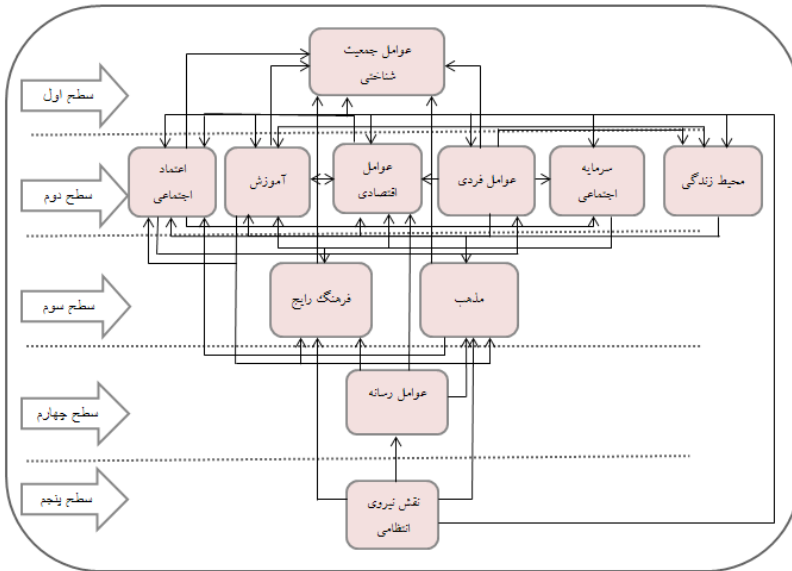 عوامل جمعیت
شناختی
سطح اول
اعتماد
اجتماعی
آموزش
عوامل
اقتصادی
عوامل فردی
سرمایه
اجتماعی
محیط زندگی
سطح دوم
فرهنگ رایج
مذهب
سطح سوم
عوامل رسانه
سطح چهارم
نقش نیروی
انتظامی
سطح پنجم